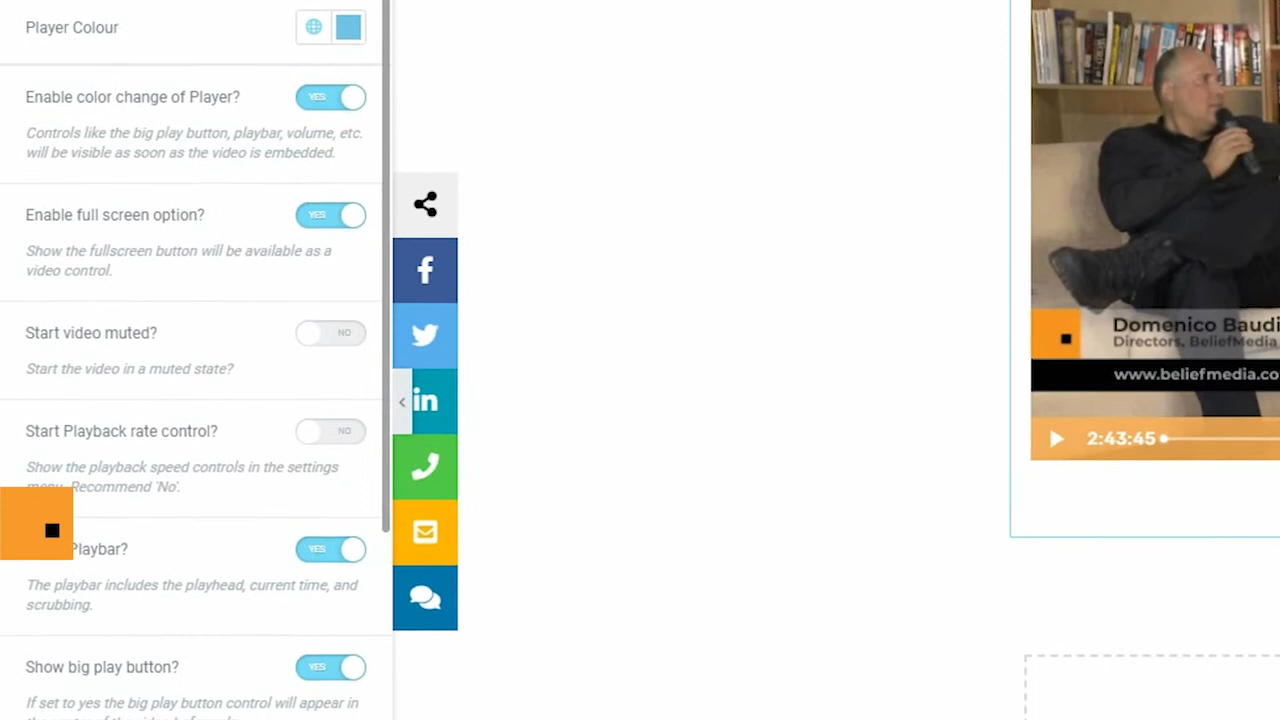 Player Colour
Enable color change of Player?
YES
Controls like the big play button, playbar, volume, etc.
will be visible as soon as the video is embedded.
Enable full screen option?
YES
Show the fullscreen button will be available as a
video control.
Start video muted?
NO
Start the video in a muted state?
Start Playback rate control?
NO
Show the playback speed controls in the settings
menu. Recommend 'No'.
Playbar?
YES
The playbar includes the playhead, current time, and
scrubbing.
Show big play button?
YES
If set to yes the big play button control will appear in
f
in
Domenico Baudi
Directors, BeliefMedia
www.beliefmedia.co
2:43:45